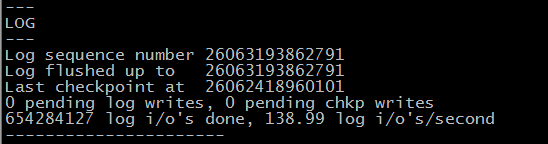 ---
LOG
---
Log sequence number 26063193862791
Log flushed up to   26063193862791
Last checkpoint at  26062418960101
0 pending log writes, 0 pending chkp writes
654284127 log i/o's done, 138.99 log i/o's/second
----------------------